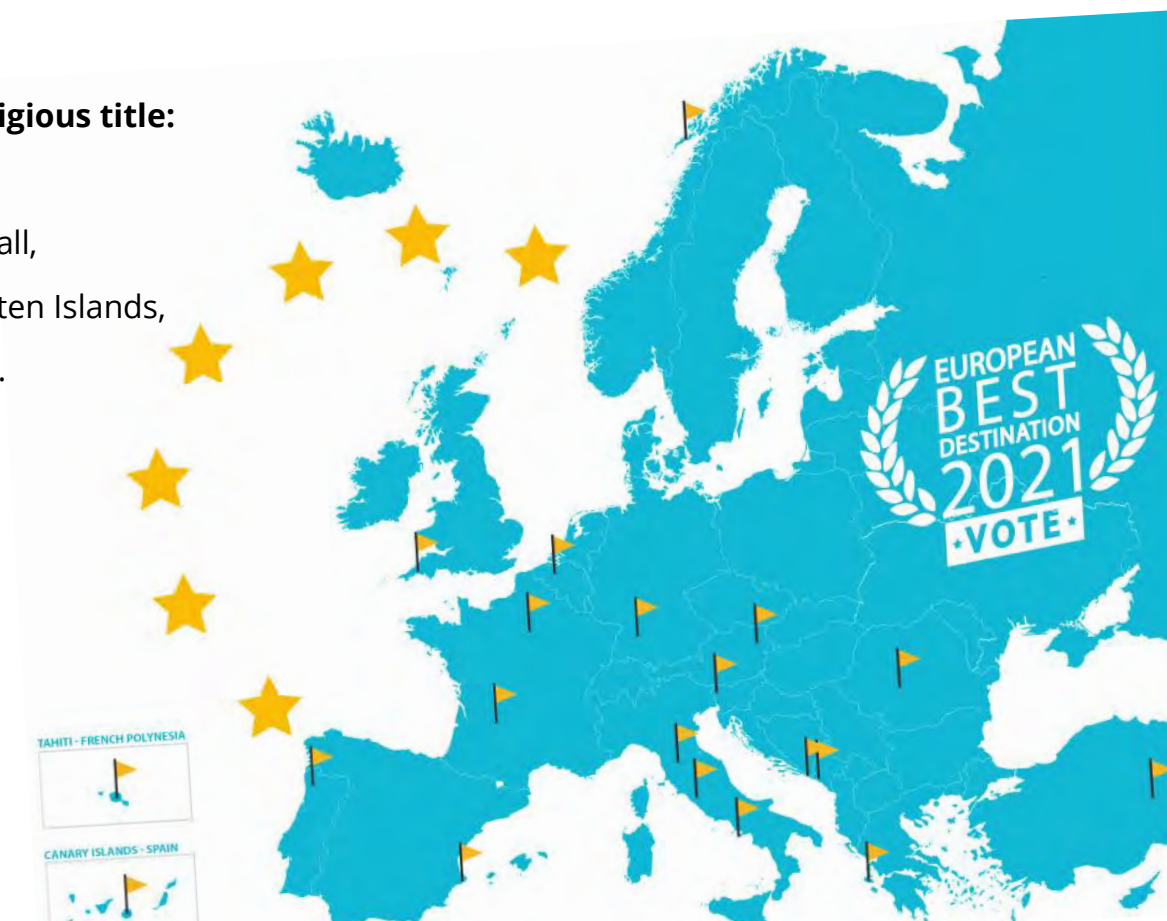 igious title:
all,
ten Islands,
.
EUROPEAN
BEST
DESTINATION
2021
VOTE
TAHITI - FRENCH POLYNESIA
CANARY ISLANDS - SPAIN